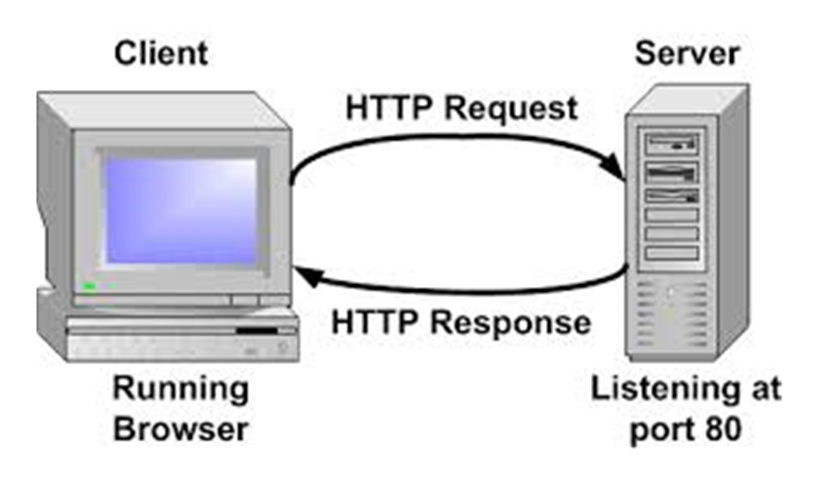 Client
Server
HTTP Request
HTTP Response
Running
Browser
Listening at
port 80